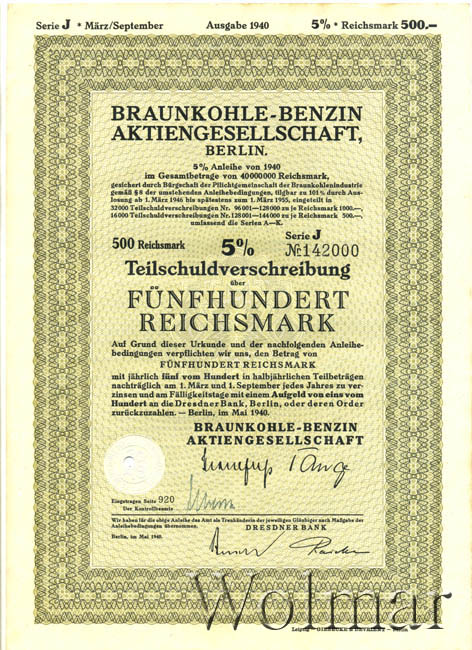 Serie J * März/September Ausgabe 1940 5% * Reichsmark 500.—
BRAUNKOHLE-BENZIN
AKTIENGESELLSCHAFT,
BERLIN.
5% Anleihe von 1940
im Gesamtbetrage von 40000000 Reichsmark,
gesichert durch Bürgschaft der Pflichtgemeinschaft der Braunkohlenindustrie
gemäß § 8 der umstehenden Anleihebedingungen, tilgbar zu 101% durch Aus-
losung ab 1. März 1946 bis spätestens zum 1. März 1955, eingeteilt in
32000 Teilschuldverschreibungen Nr. 96001—128000 zu je Reichsmark 1000.—,
16000 Teilschuldverschreibungen Nr. 128001—144000 zu je Reichsmark 500.—,
umfassend die Serien A—K.
Serie J
500 Reichsmark 5% № 142000
Teilschuldverschreibung
über
FÜNFHUNDERT
REICHSMARK
Auf Grund dieser Urkunde und der nachfolgenden Anleihe-
bedingungen verpflichten wir uns, den Betrag von
FÜNFHUNDERT REICHSMARK
mit jährlich fünf vom Hundert in halbjährlichen Teilbeträgen
nachträglich am 1. März und 1. September jedes Jahres zu ver-
zinsen und am Fälligkeitstage mit einem Aufgeld von eins vom
Hundert an die Dresdner Bank, Berlin, oder deren Order
zurückzuzahlen. — Berlin, im Mai 1940.
BRAUNKOHLE-BENZIN
AKTIENGESELLSCHAFT
Eingetragen Seite 920
Der Kontrollbeamte
Wir haben für die obige Anleihe das Amt als Treuhänderin der jeweiligen Gläubiger nach Maßgabe der
Anleihebedingungen übernommen. DRESDNER BANK
Berlin, im Mai 1940.
Wolmar